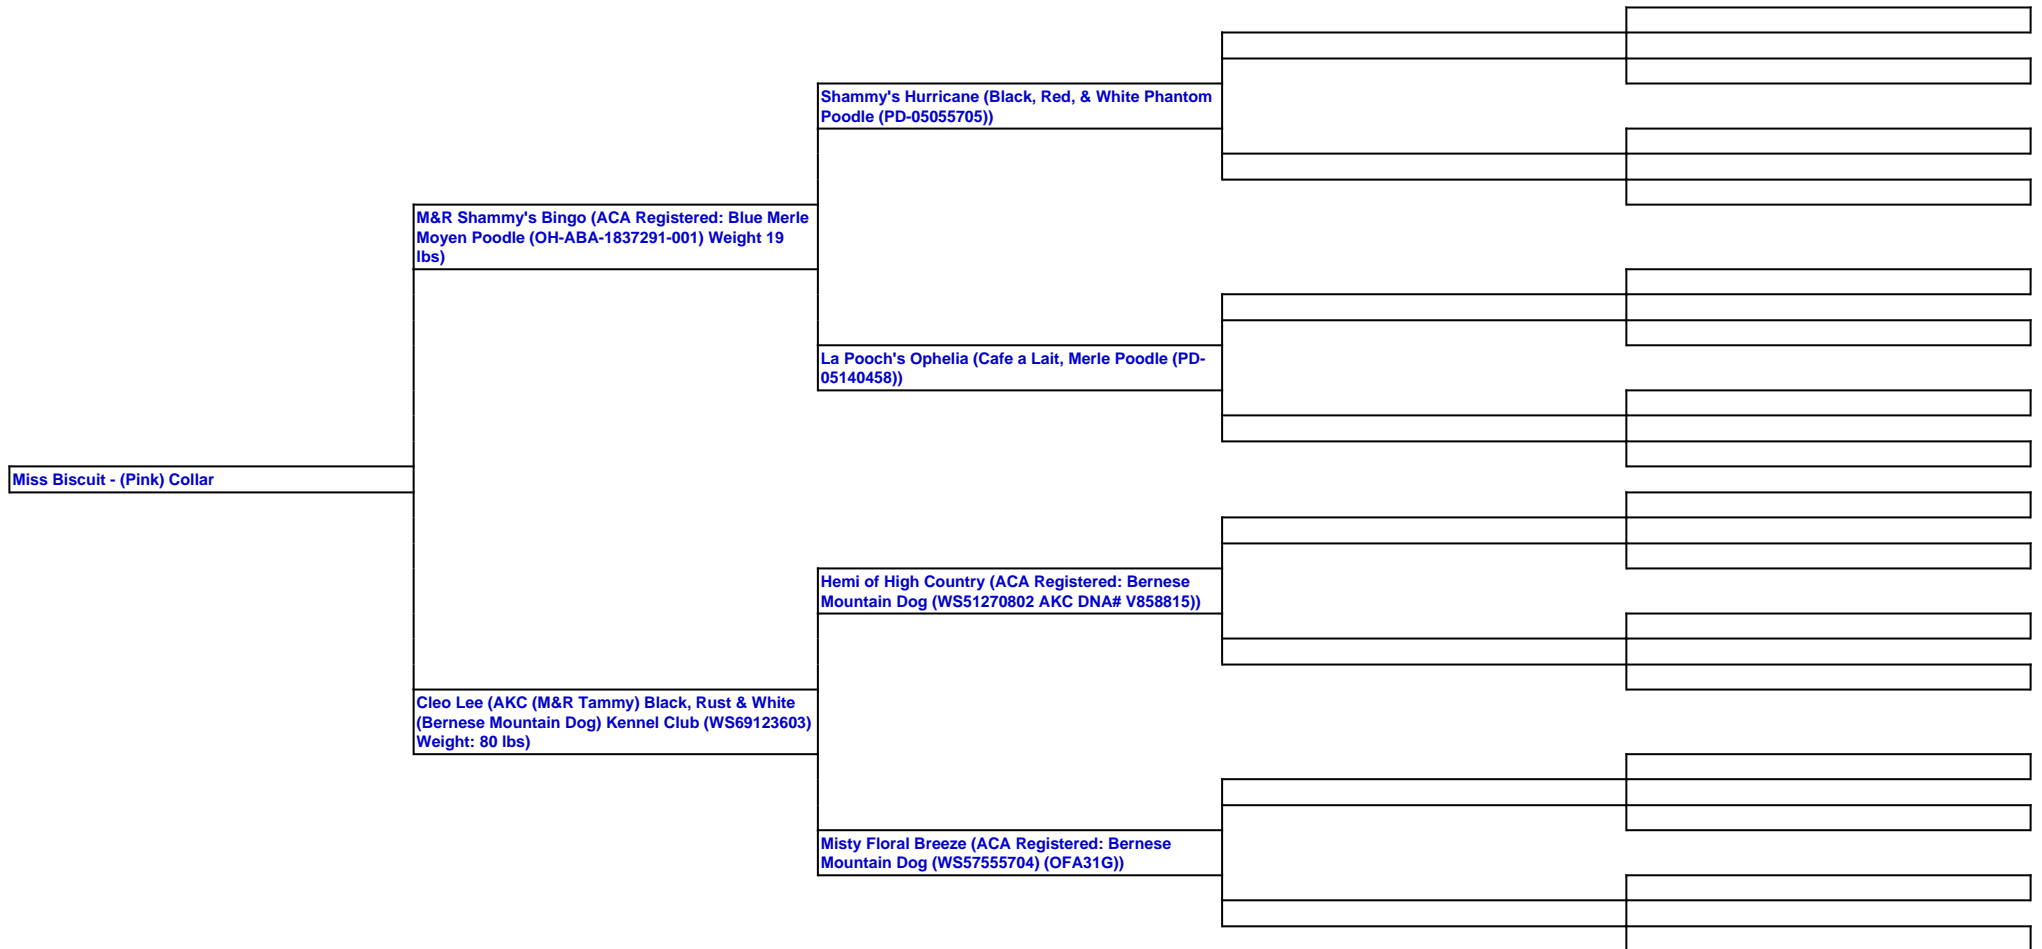 Shammy's Hurricane (Black, Red, & White Phantom
Poodle (PD-05055705))
M&R Shammy's Bingo (ACA Registered: Blue Merle
Moyen Poodle (OH-ABA-1837291-001) Weight 19
lbs)
La Pooch's Ophelia (Cafe a Lait, Merle Poodle (PD-
05140458))
Miss Biscuit - (Pink) Collar
Hemi of High Country (ACA Registered: Bernese
Mountain Dog (WS51270802 AKC DNA# V858815))
Cleo Lee (AKC (M&R Tammy) Black, Rust & White
(Bernese Mountain Dog) Kennel Club (WS69123603)
Weight: 80 lbs)
Misty Floral Breeze (ACA Registered: Bernese
Mountain Dog (WS57555704) (OFA31G))